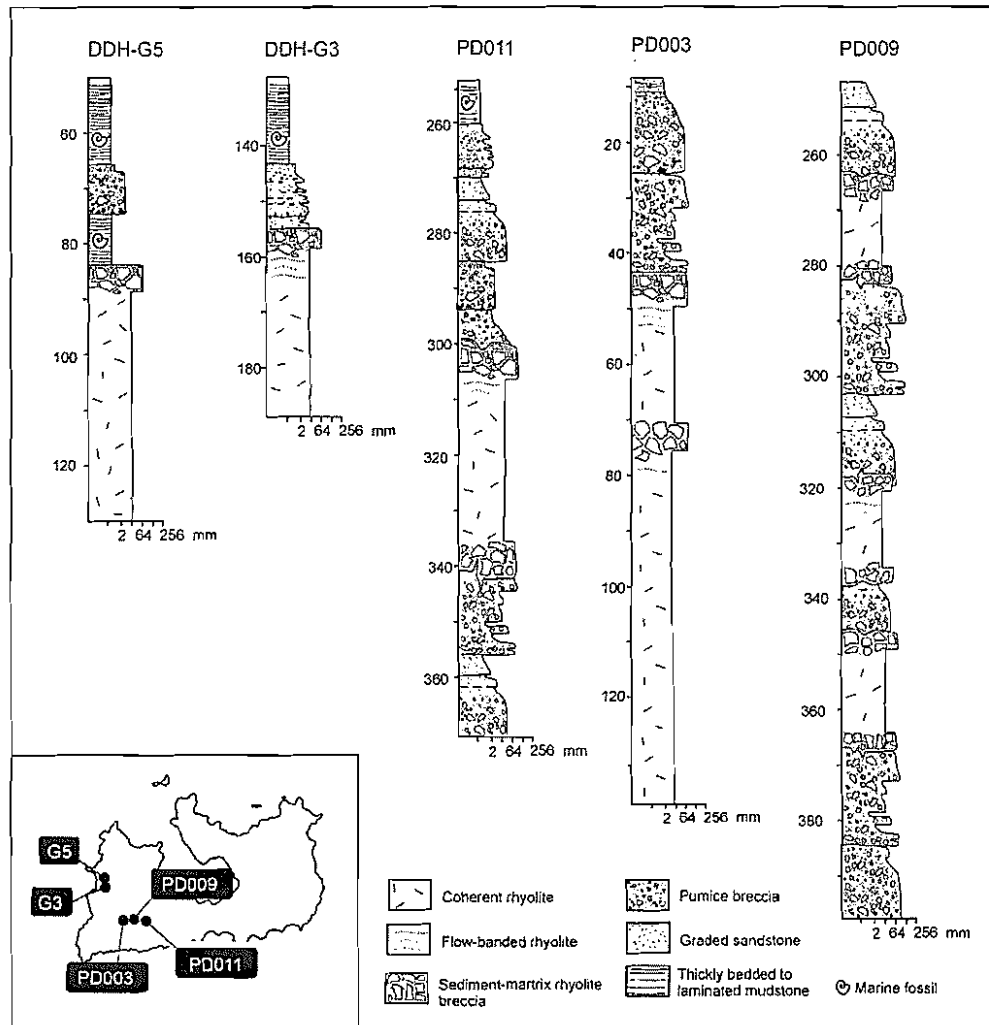 DDH-G5
60
80
100
120
2 64 256 mm
DDH-G3
140
160
180
2 64 256 mm
PD011
260
280
300
320
340
360
2 64 256 mm
PD003
20
40
60
80
100
120
2 64 256 mm
PD009
260
280
300
320
340
360
380
2 64 256 mm
G5
G3
PD009
PD003
PD011
Coherent rhyolite
Flow-banded rhyolite
Sediment-martrix rhyolite
breccia
Pumice breccia
Graded sandstone
Thickly bedded to
laminated mudstone
Marine fossil